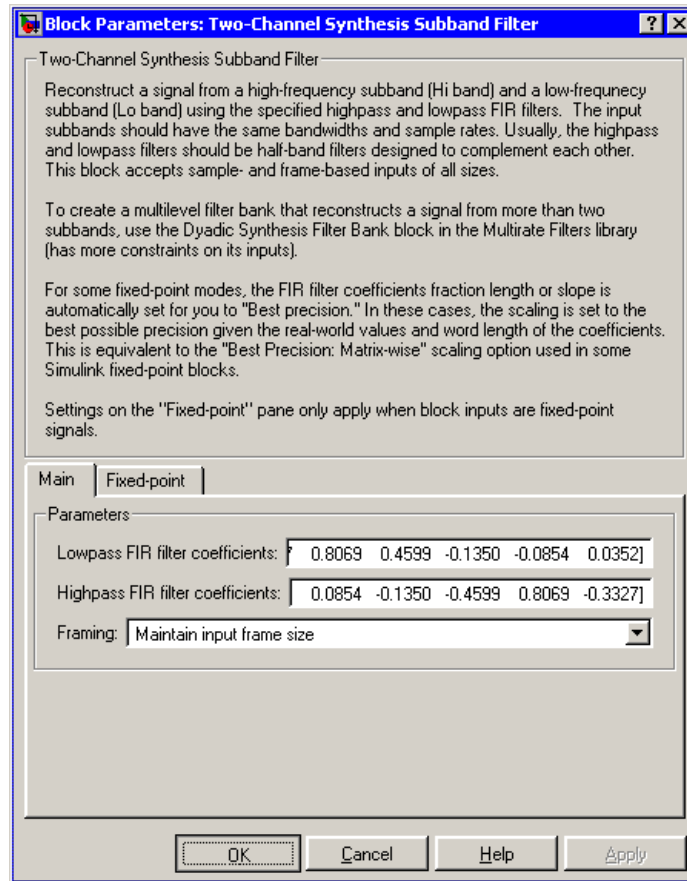 Block Parameters: Two-Channel Synthesis Subband Filter
Two-Channel Synthesis Subband Filter
Reconstruct a signal from a high-frequency subband (Hi band) and a low-frequnecy
subband (Lo band) using the specified highpass and lowpass FIR filters.  The input
subbands should have the same bandwidths and sample rates. Usually, the highpass
and lowpass filters should be half-band filters designed to complement each other.
This block accepts sample- and frame-based inputs of all sizes.
To create a multilevel filter bank that reconstructs a signal from more than two
subbands, use the Dyadic Synthesis Filter Bank block in the Multirate Filters library
(has more constraints on its inputs).
For some fixed-point modes, the FIR filter coefficients fraction length or slope is
automatically set for you to "Best precision." In these cases, the scaling is set to the
best possible precision given the real-world values and word length of the coefficients.
This is equivalent to the "Best Precision: Matrix-wise" scaling option used in some
Simulink fixed-point blocks.
Settings on the "Fixed-point" pane only apply when block inputs are fixed-point
signals.
Main Fixed-point
Parameters
Lowpass FIR filter coefficients: 0.8069 0.4599 -0.1350 -0.0854 0.0352]
Highpass FIR filter coefficients: 0.0854 -0.1350 -0.4599 0.8069 -0.3327]
Framing: Maintain input frame size
OK Cancel Help Apply